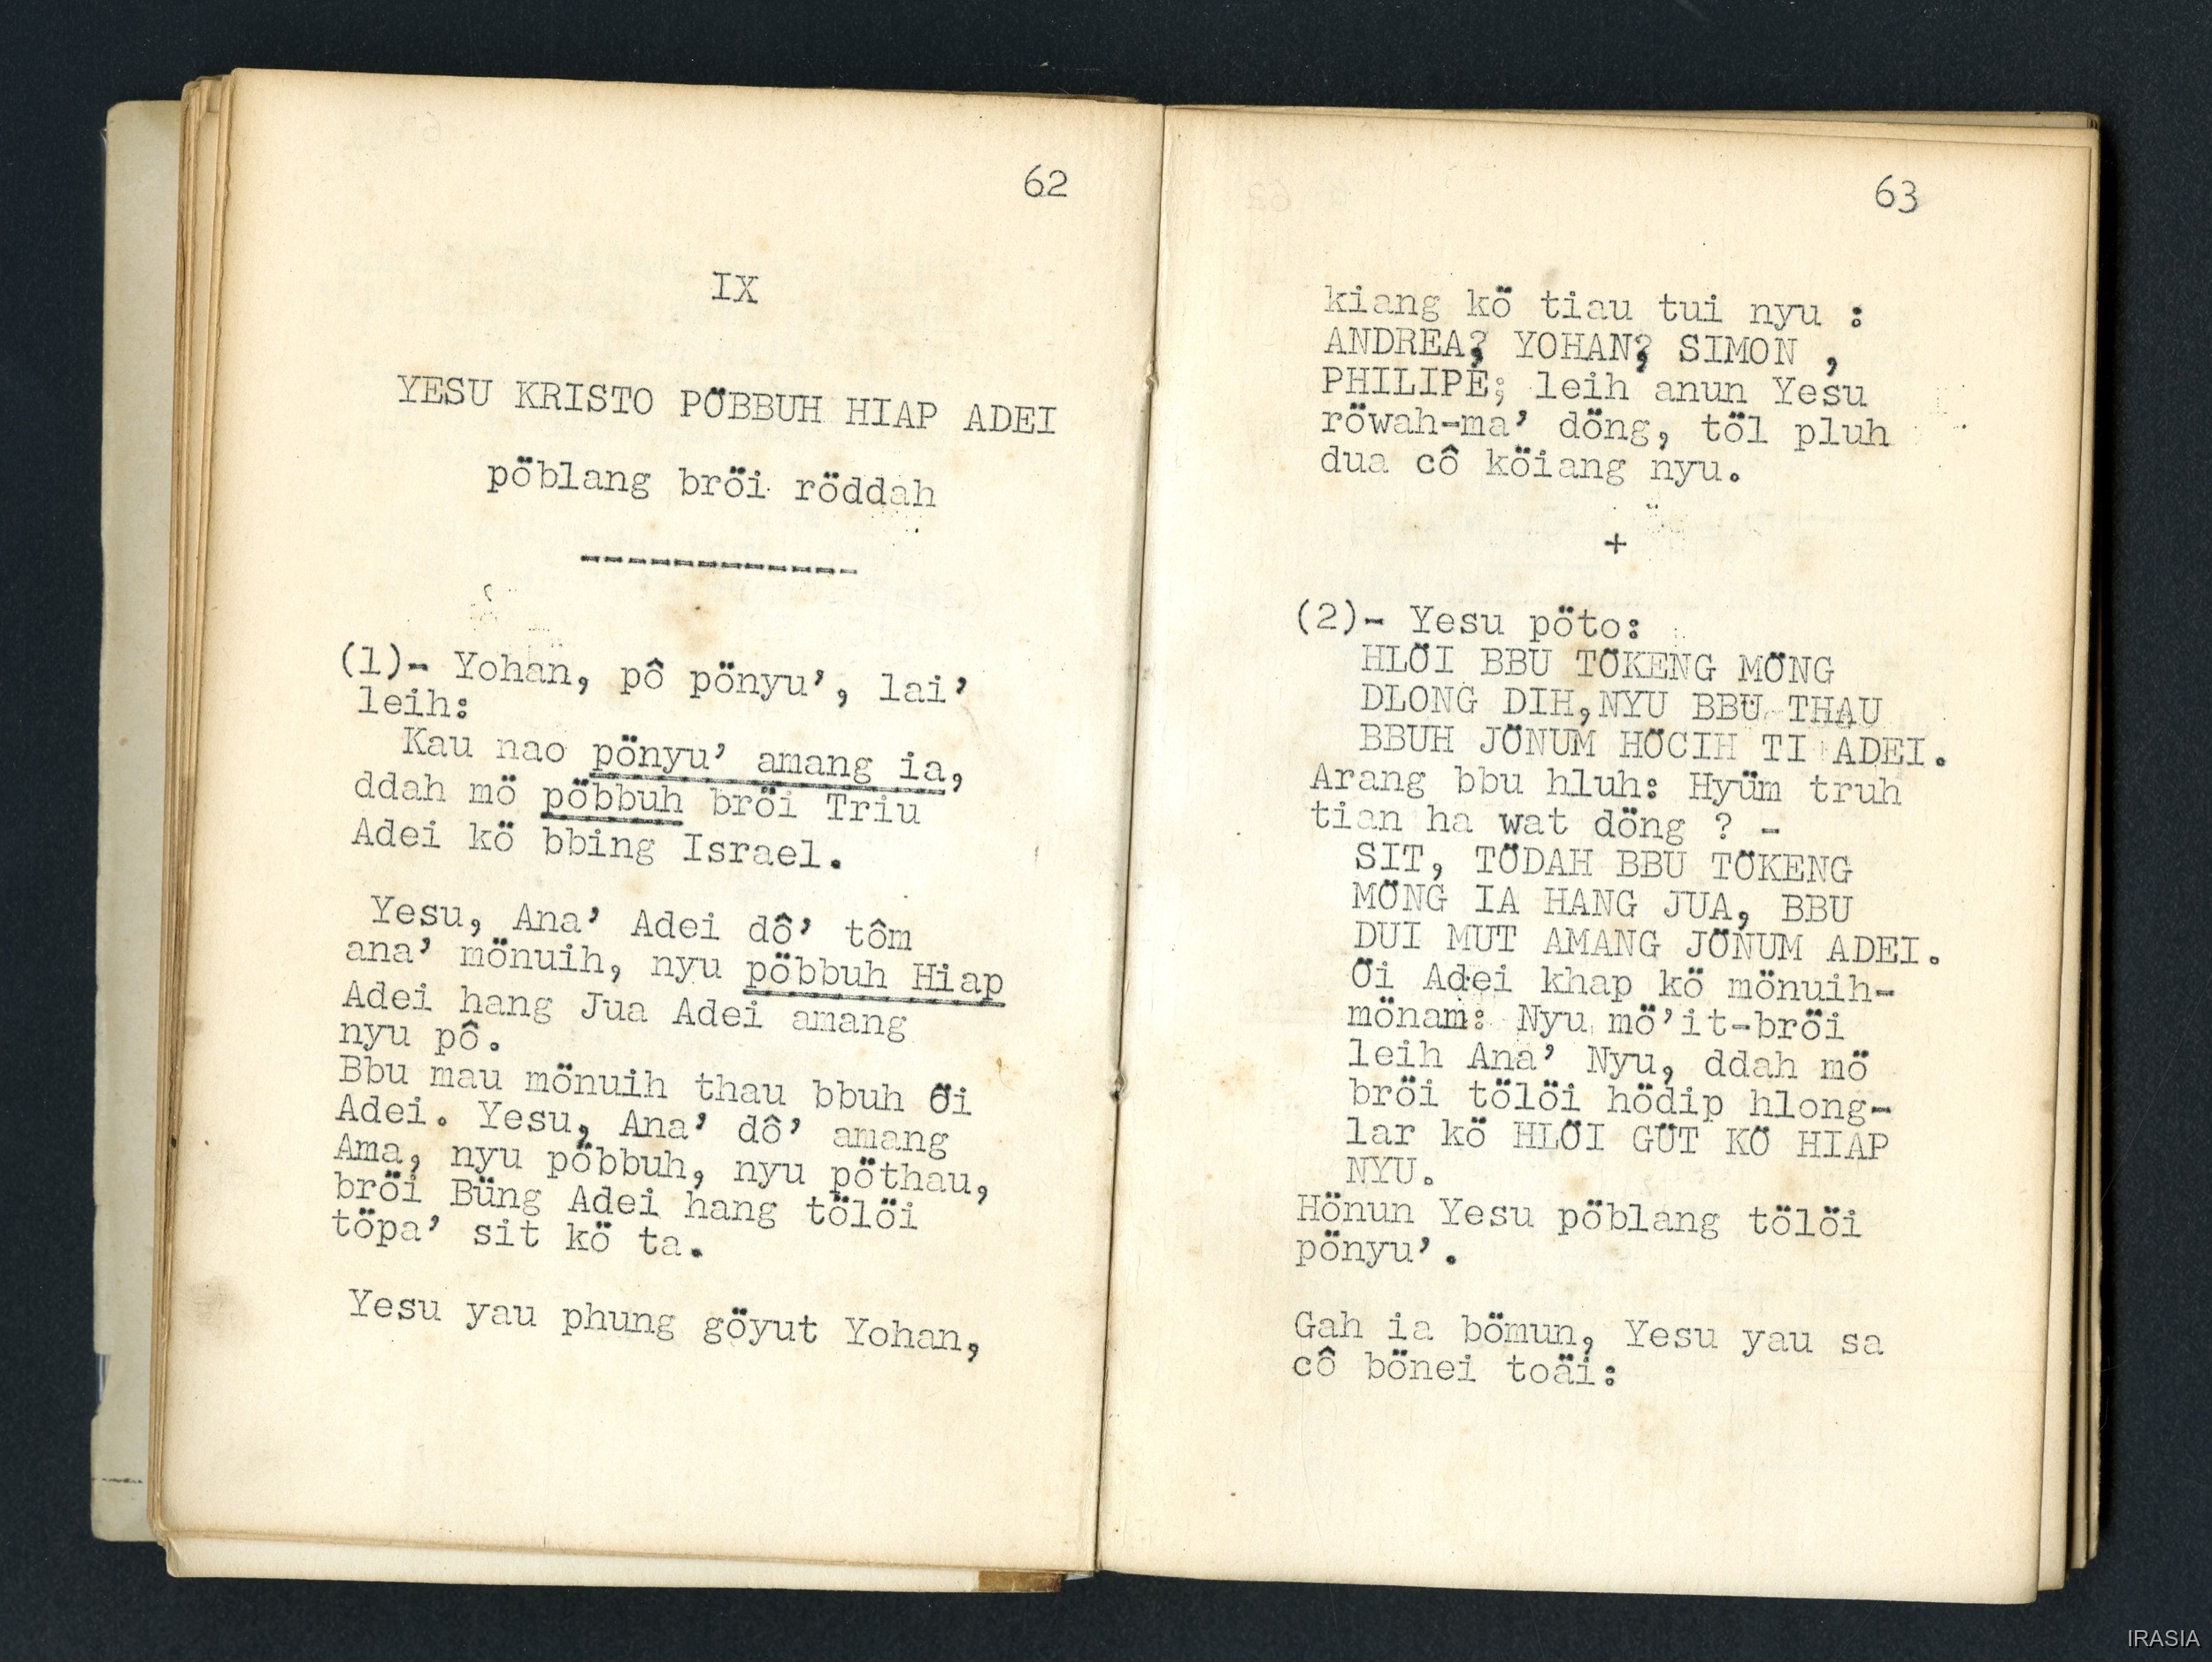 62
IX
YESU KRISTO PÖBBUH HIAP ADEI
pöblang bröi röddah
---------------
(1)- Yohan, pô pönyu’, lai’
leih:
Kau nao pönyu’ amang ia,
ddah mö pöbbuh bröi Triu
Adei kö bbing Israel.
Yesu, Ana’ Adei dô’ tôm
ana’ mönuih, nyu pöbbuh Hiap
Adei hang Jua Adei amang
nyu pô.
Bbu mau mönuih thau bbuh Öi
Adei. Yesu, Ana’ dô’ amang
Ama, nyu pöbbuh, nyu pöthau,
bröi Büng Adei hang tölöi
töpa’ sit kö ta.
Yesu yau phung göyut Yohan,
63
kiang kö tiau tui nyu :
ANDREA, YOHAN, SIMON ,
PHILIPÊ; leih anun Yesu
röwah-ma’ döng, töl pluh
dua cô köiang nyu.
+
(2)- Yesu pöto:
HLÖI BBU TÖKENG MÖNG
DLONG DIH, NYU BBU THAU
BBUH JÖNUM HÖCIH TI ADEI.
Arang bbu hluh: Hyüm truh
tian ha wat döng ? -
SIT, TÖDAH BBU TÖKENG
MÖNG IA HANG JUA, BBU
DUI MUT AMANG JÖNUM ADEI.
Öi Adei khap kö mönuih-
mönam: Nyu mö’it-bröi
leih Ana’ Nyu, ddah mö
bröi tölöi hödip hlong-
lar kö HLÖI GÜT KÖ HIAP
NYU.
Hönun Yesu pöblang tölöi
pönyu’.
Gah ia bömun, Yesu yau sa
cô bönei toäi:
IRASIA